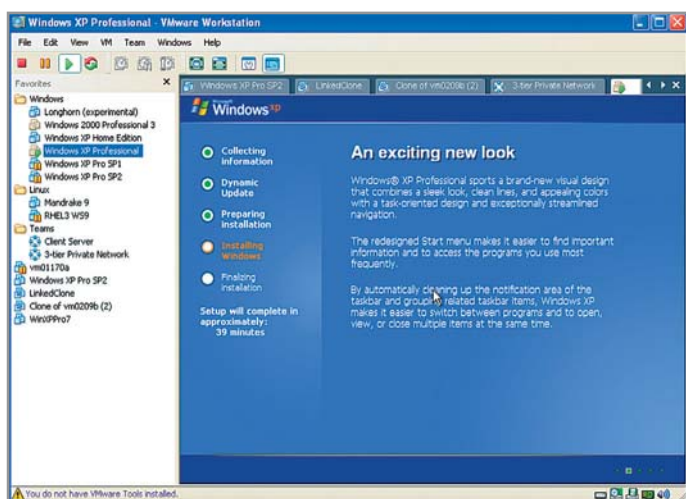 Windows XP Professional - VMware Workstation
File Edit View VM Team Windows Help
Favorites
Windows XP Pro SP2 LinkedClone Clone of vm0206b (2) 3-tier Private Network
Windows
Longhorn (experimental)
Windows 2000 Professional 3
Windows XP Home Edition
Windows XP Professional
Windows XP Pro SP1
Windows XP Pro SP2
Linux
Mandrake 9
RHEL3 WS9
Teams
Client Server
3-tier Private Network
vm01170a
Windows XP Pro SP2
LinkedClone
Clone of vm0209b (2)
WinXPPro7
Microsoft
Windows xp
Collecting
information
Dynamic
Update
Preparing
installation
Installing
Windows
Finalizing
installation
Setup will complete in
approximately:
39 minutes
An exciting new look
Windows® XP Professional sports a brand-new visual design
that combines a sleek look, clean lines, and appealing colors
with a task-oriented design and exceptionally streamlined
navigation.
The redesigned Start menu makes it easier to find important
information and to access the programs you use most
frequently.
By automatically cleaning up the notification area of the
taskbar and grouping related taskbar items, Windows XP
makes it easier to switch between programs and to open,
view, or close multiple items at the same time.
You do not have VMware Tools installed.